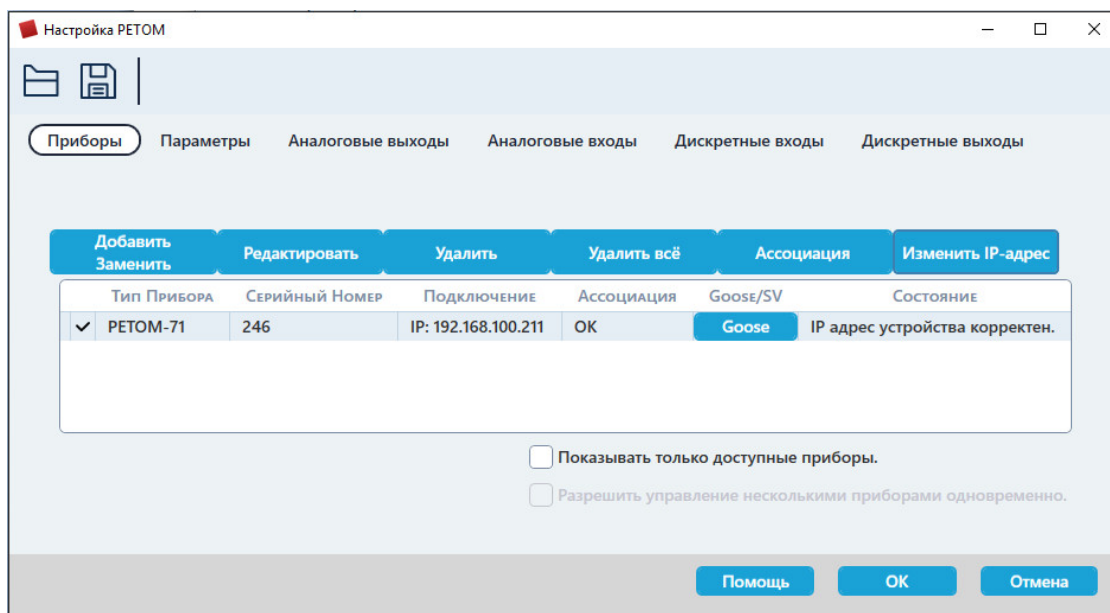 Настройка РЕТОМ
Приборы Параметры Аналоговые выходы Аналоговые входы Дискретные входы Дискретные выходы
Добавить
Заменить
Редактировать Удалить Удалить всё Ассоциация Изменить IP-адрес
Тип Прибора Серийный Номер Подключение Ассоциация Goose/SV Состояние
РЕТОМ-71 246 IP: 192.168.100.211 OK Goose IP адрес устройства корректен.
Показывать только доступные приборы.
Разрешить управление несколькими приборами одновременно.
Помощь OK Отмена